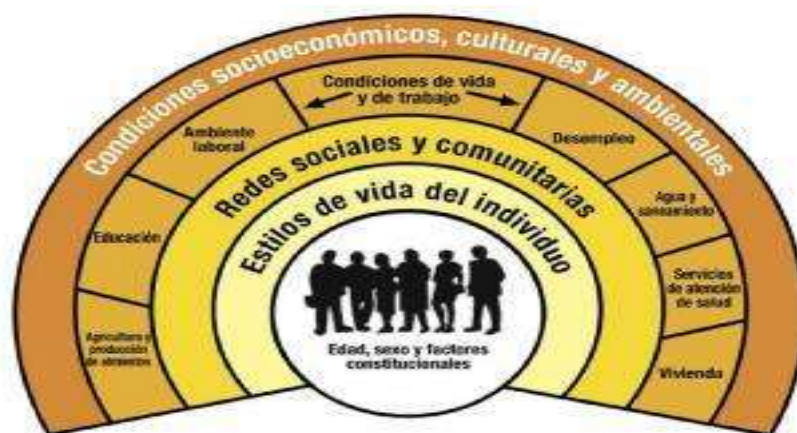 Condiciones socioeconómicos, culturales y ambientales
Condiciones de vida
y de trabajo
Ambiente
laboral
Desempleo
Redes sociales y comunitarias
Agua y
saneamiento
Educación
Estilos de vida del individuo
Servicios
de atención
de salud
Agricultura y
producción
de alimentos
Edad, sexo y factores
constitucionales
Vivienda